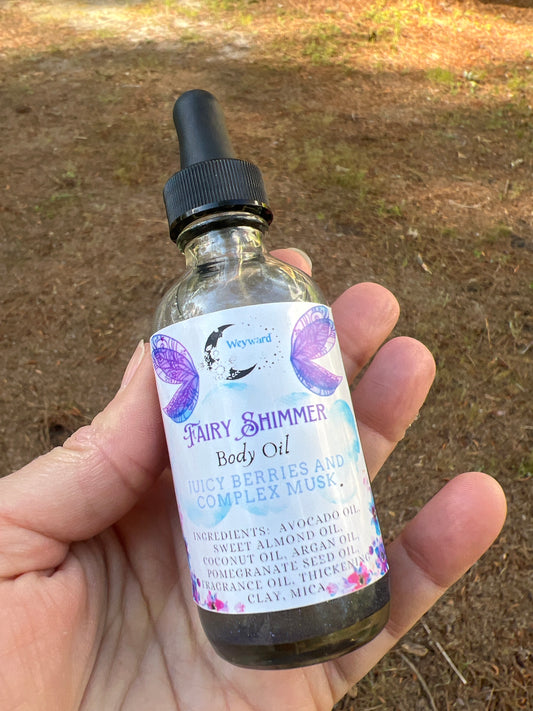 Weyward
FAIRY SHIMMER
Body Oil
JUICY BERRIES AND
COMPLEX MUSK.
INGREDIENTS: AVOCADO OIL,
SWEET ALMOND OIL,
COCONUT OIL, ARGAN OIL,
POMEGRANATE SEED OIL,
FRAGRANCE OIL, THICKENING
CLAY, MICA